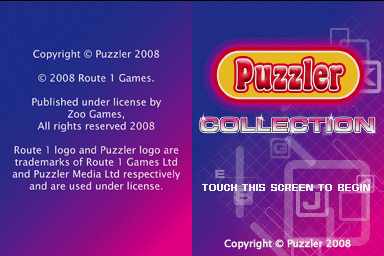 Copyright © Puzzler 2008
© 2008 Route 1 Games.
Published under license by
Zoo Games,
All rights reserved 2008
Route 1 logo and Puzzler logo are
trademarks of Route 1 Games Ltd
and Puzzler Media Ltd respectively
and are used under license.
Puzzler
COLLECTION
TOUCH THIS SCREEN TO BEGIN
J
Copyright © Puzzler 2008